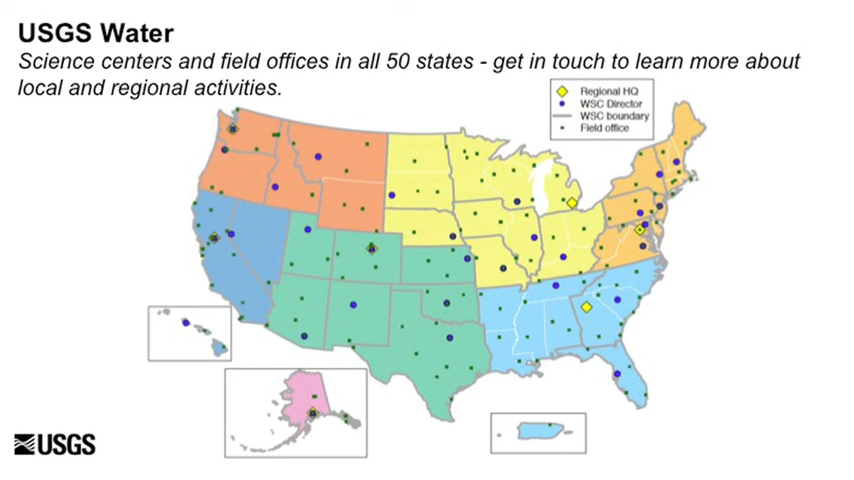 USGS Water
Science centers and field offices in all 50 states - get in touch to learn more about
local and regional activities.
Regional HQ
WSC Director
WSC boundary
Field office
USGS